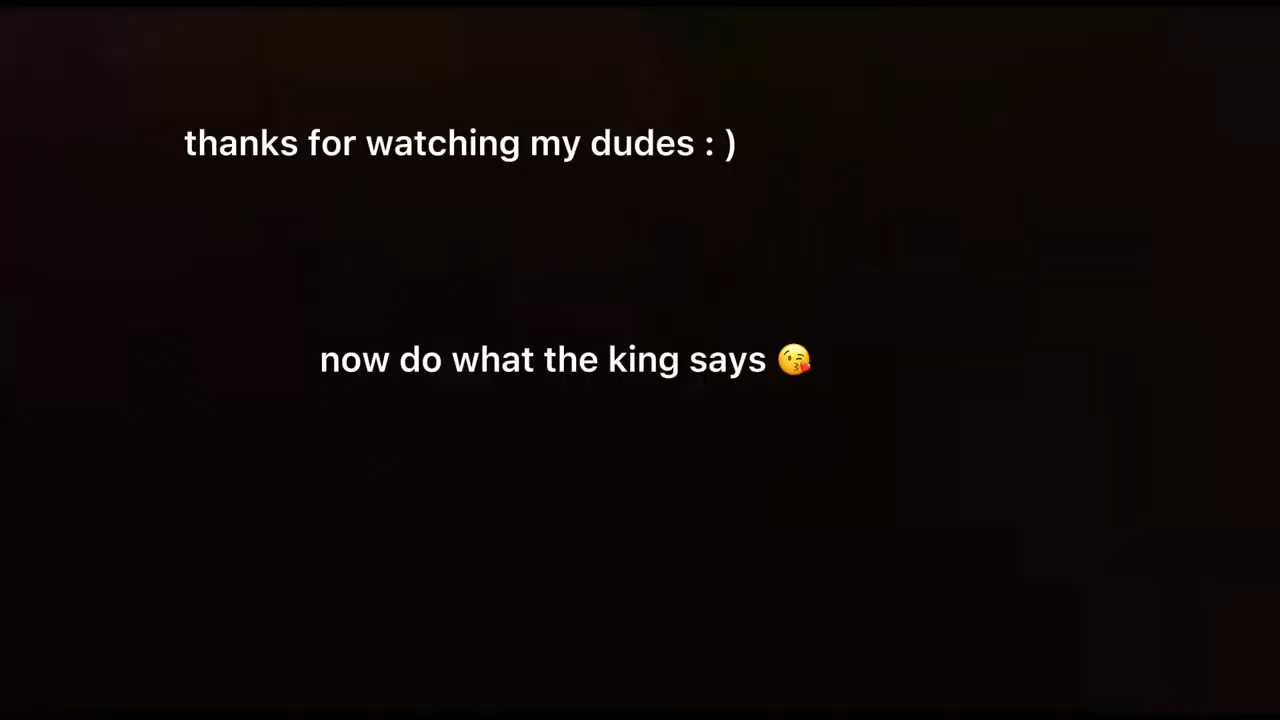 thanks for watching my dudes : )
now do what the king says 😘